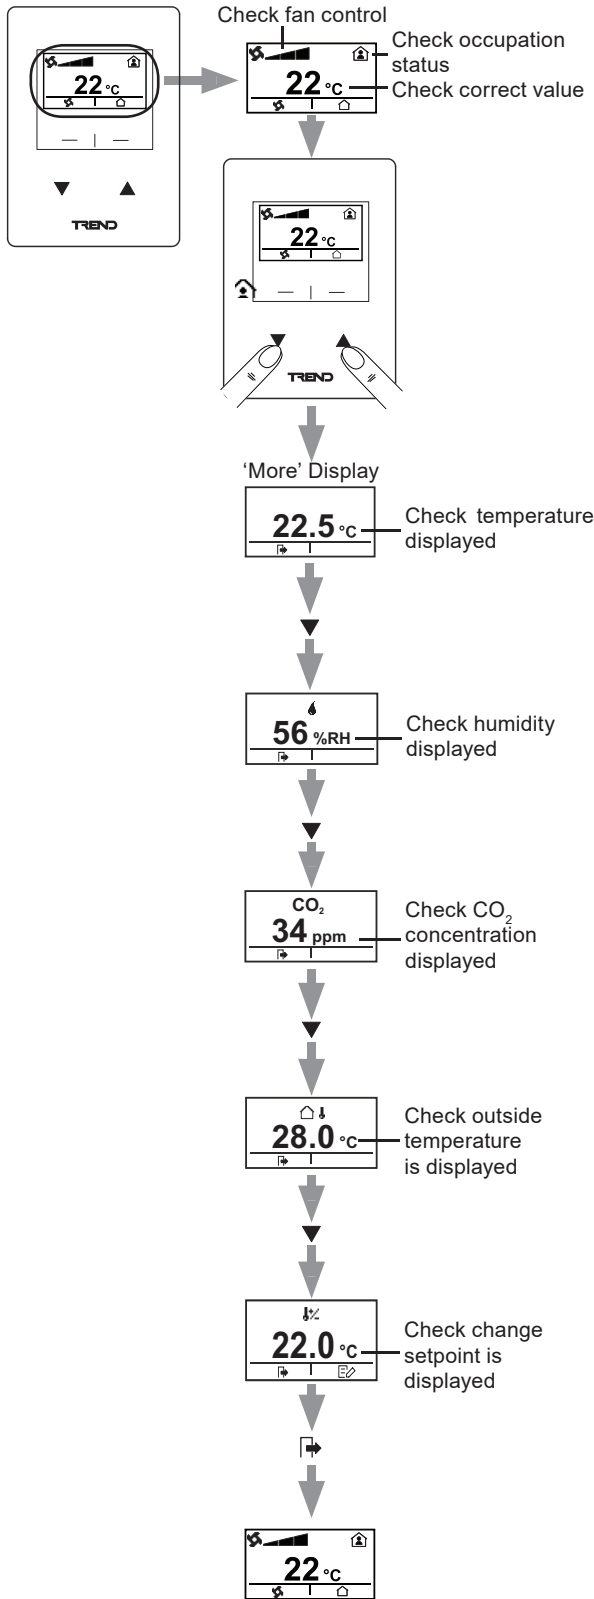 Check fan control
22 °C
TREND
22 °C
Check occupation
status
Check correct value
22 °C
TREND
'More' Display
22.5 °C
Check temperature
displayed
56 %RH
Check humidity
displayed
CO2
34 ppm
Check CO2
concentration
displayed
28.0 °C
Check outside
temperature
is displayed
22.0 °C
Check change
setpoint is
displayed
22 °C